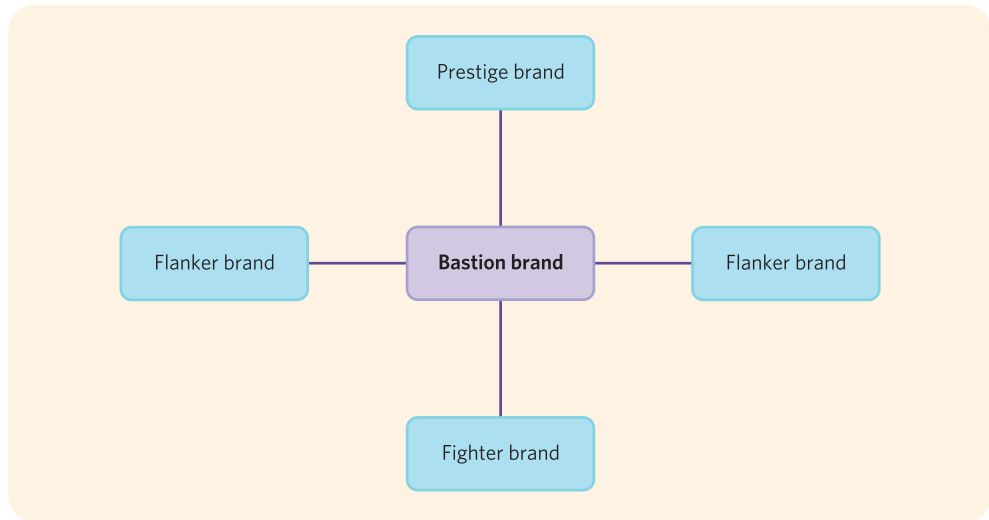 Prestige brand
Flanker brand
Bastion brand
Flanker brand
Fighter brand